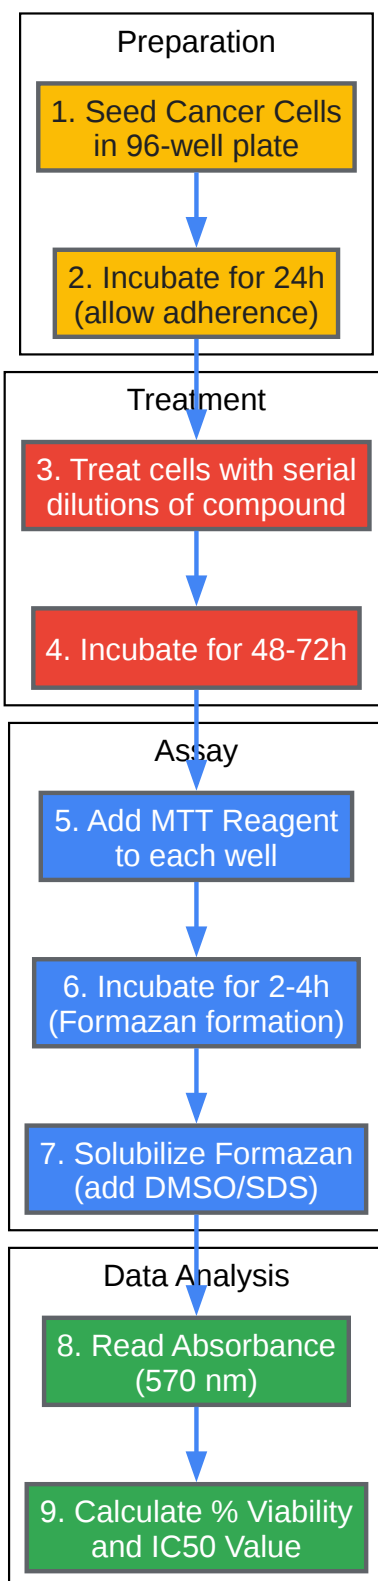 Preparation
1. Seed Cancer Cells
in 96-well plate
2. Incubate for 24h
(allow adherence)
Treatment
3. Treat cells with serial
dilutions of compound
4. Incubate for 48-72h
Assay
5. Add MTT Reagent
to each well
6. Incubate for 2-4h
(Formazan formation)
7. Solubilize Formazan
(add DMSO/SDS)
Data Analysis
8. Read Absorbance
(570 nm)
9. Calculate % Viability
and IC50 Value